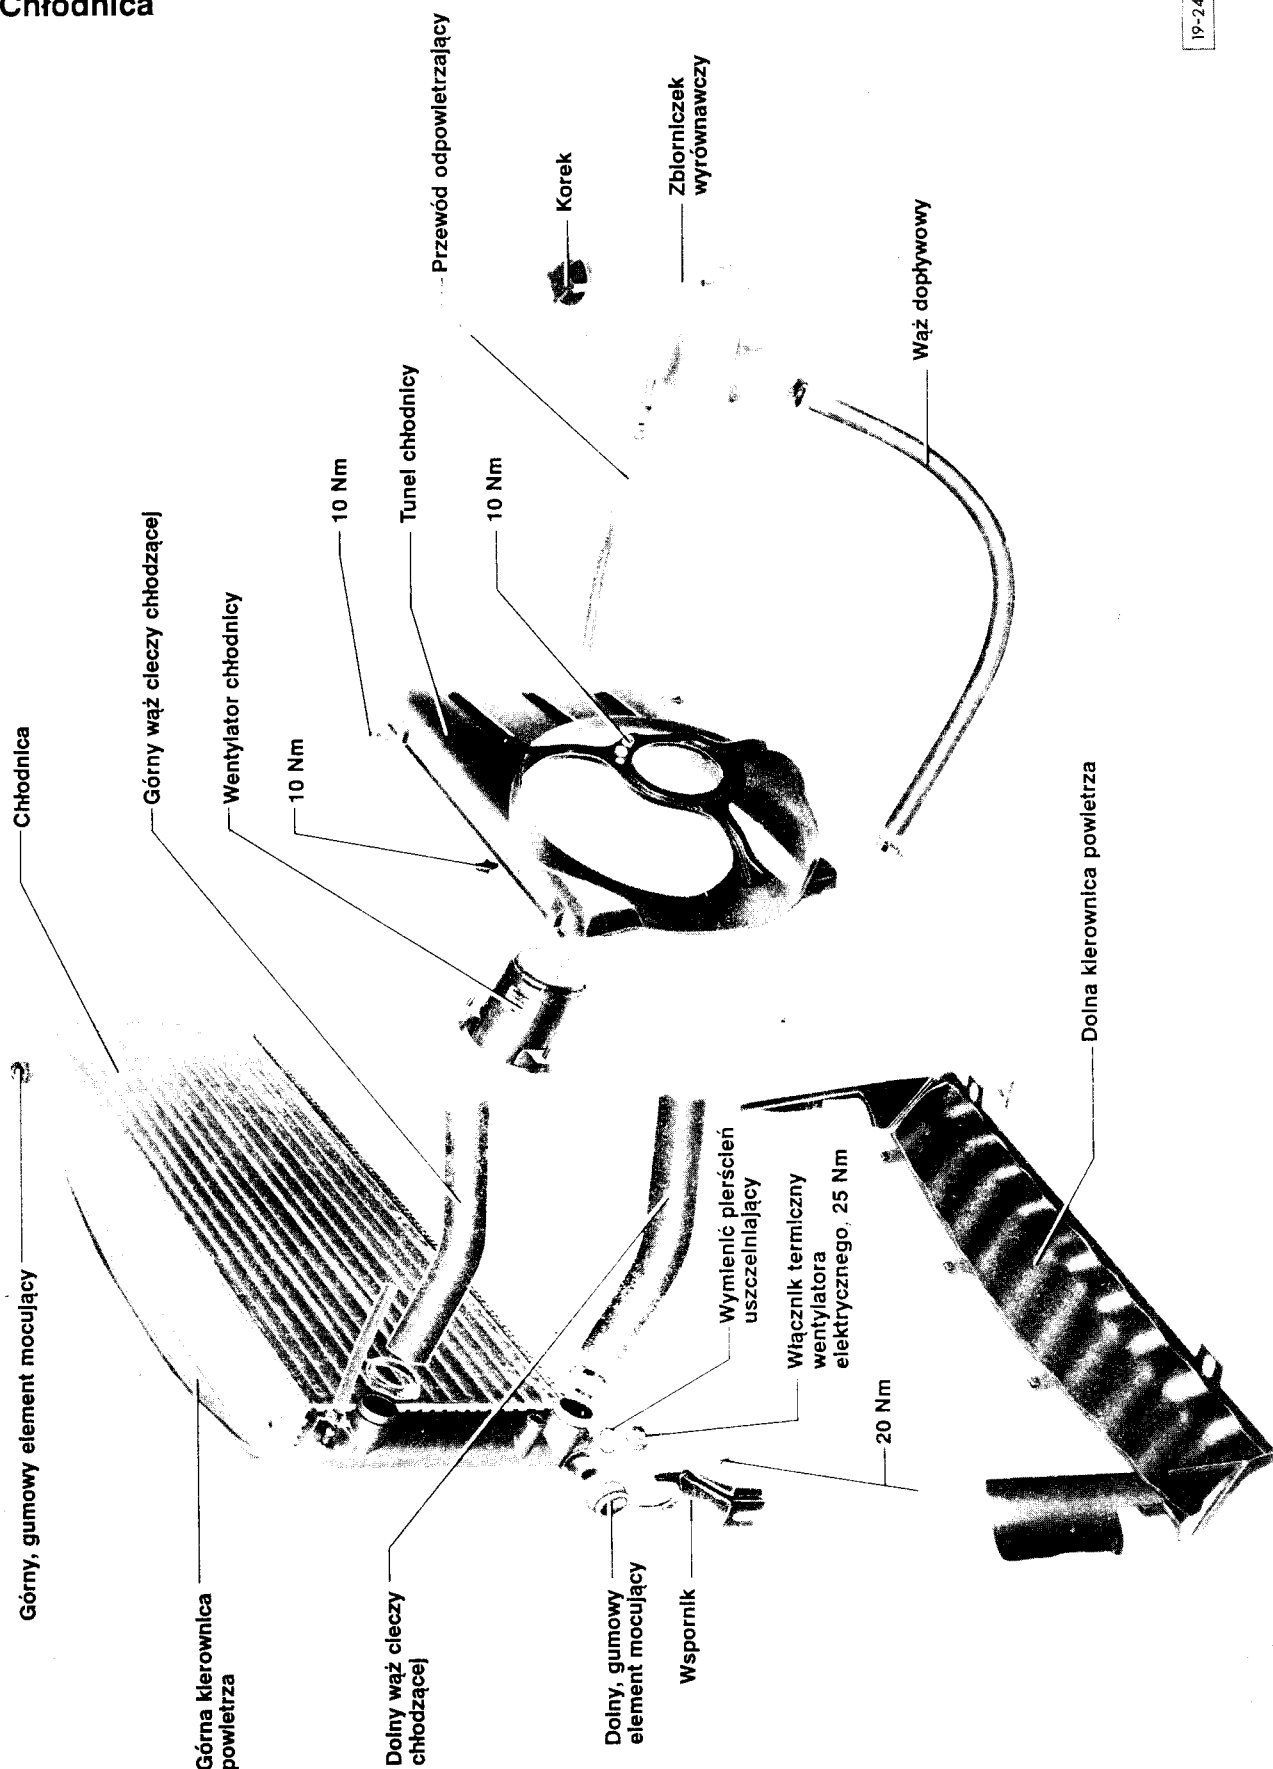 Chłodnica
19-24
Górny, gumowy element mocujący
Chłodnica
Górny wąż cieczy chłodzącej
Wentylator chłodnicy
10 Nm
10 Nm
Tunel chłodnicy
Przewód odpowietrzający
10 Nm
Korek
Zbiorniczek
wyrównawczy
Wąż dopływowy
Górna kierownica
powietrza
Dolny wąż cieczy
chłodzącej
Dolny, gumowy
element mocujący
Wspornik
Wymienić pierścień
uszczelniający
Włącznik termiczny
wentylatora
elektrycznego, 25 Nm
20 Nm
Dolna kierownica powietrza